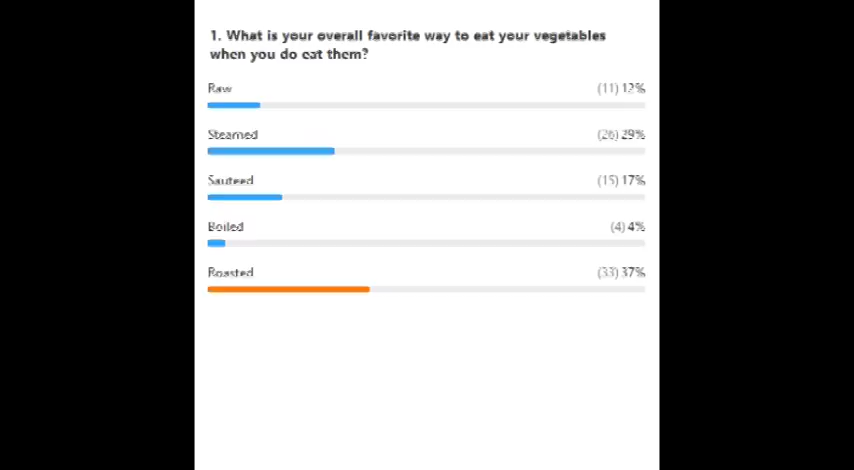 1. What is your overall favorite way to eat your vegetables
when you do eat them?
Raw (11) 12%
Steamed (26) 29%
Sauteed (15) 17%
Boiled (4) 4%
Roasted (33) 37%